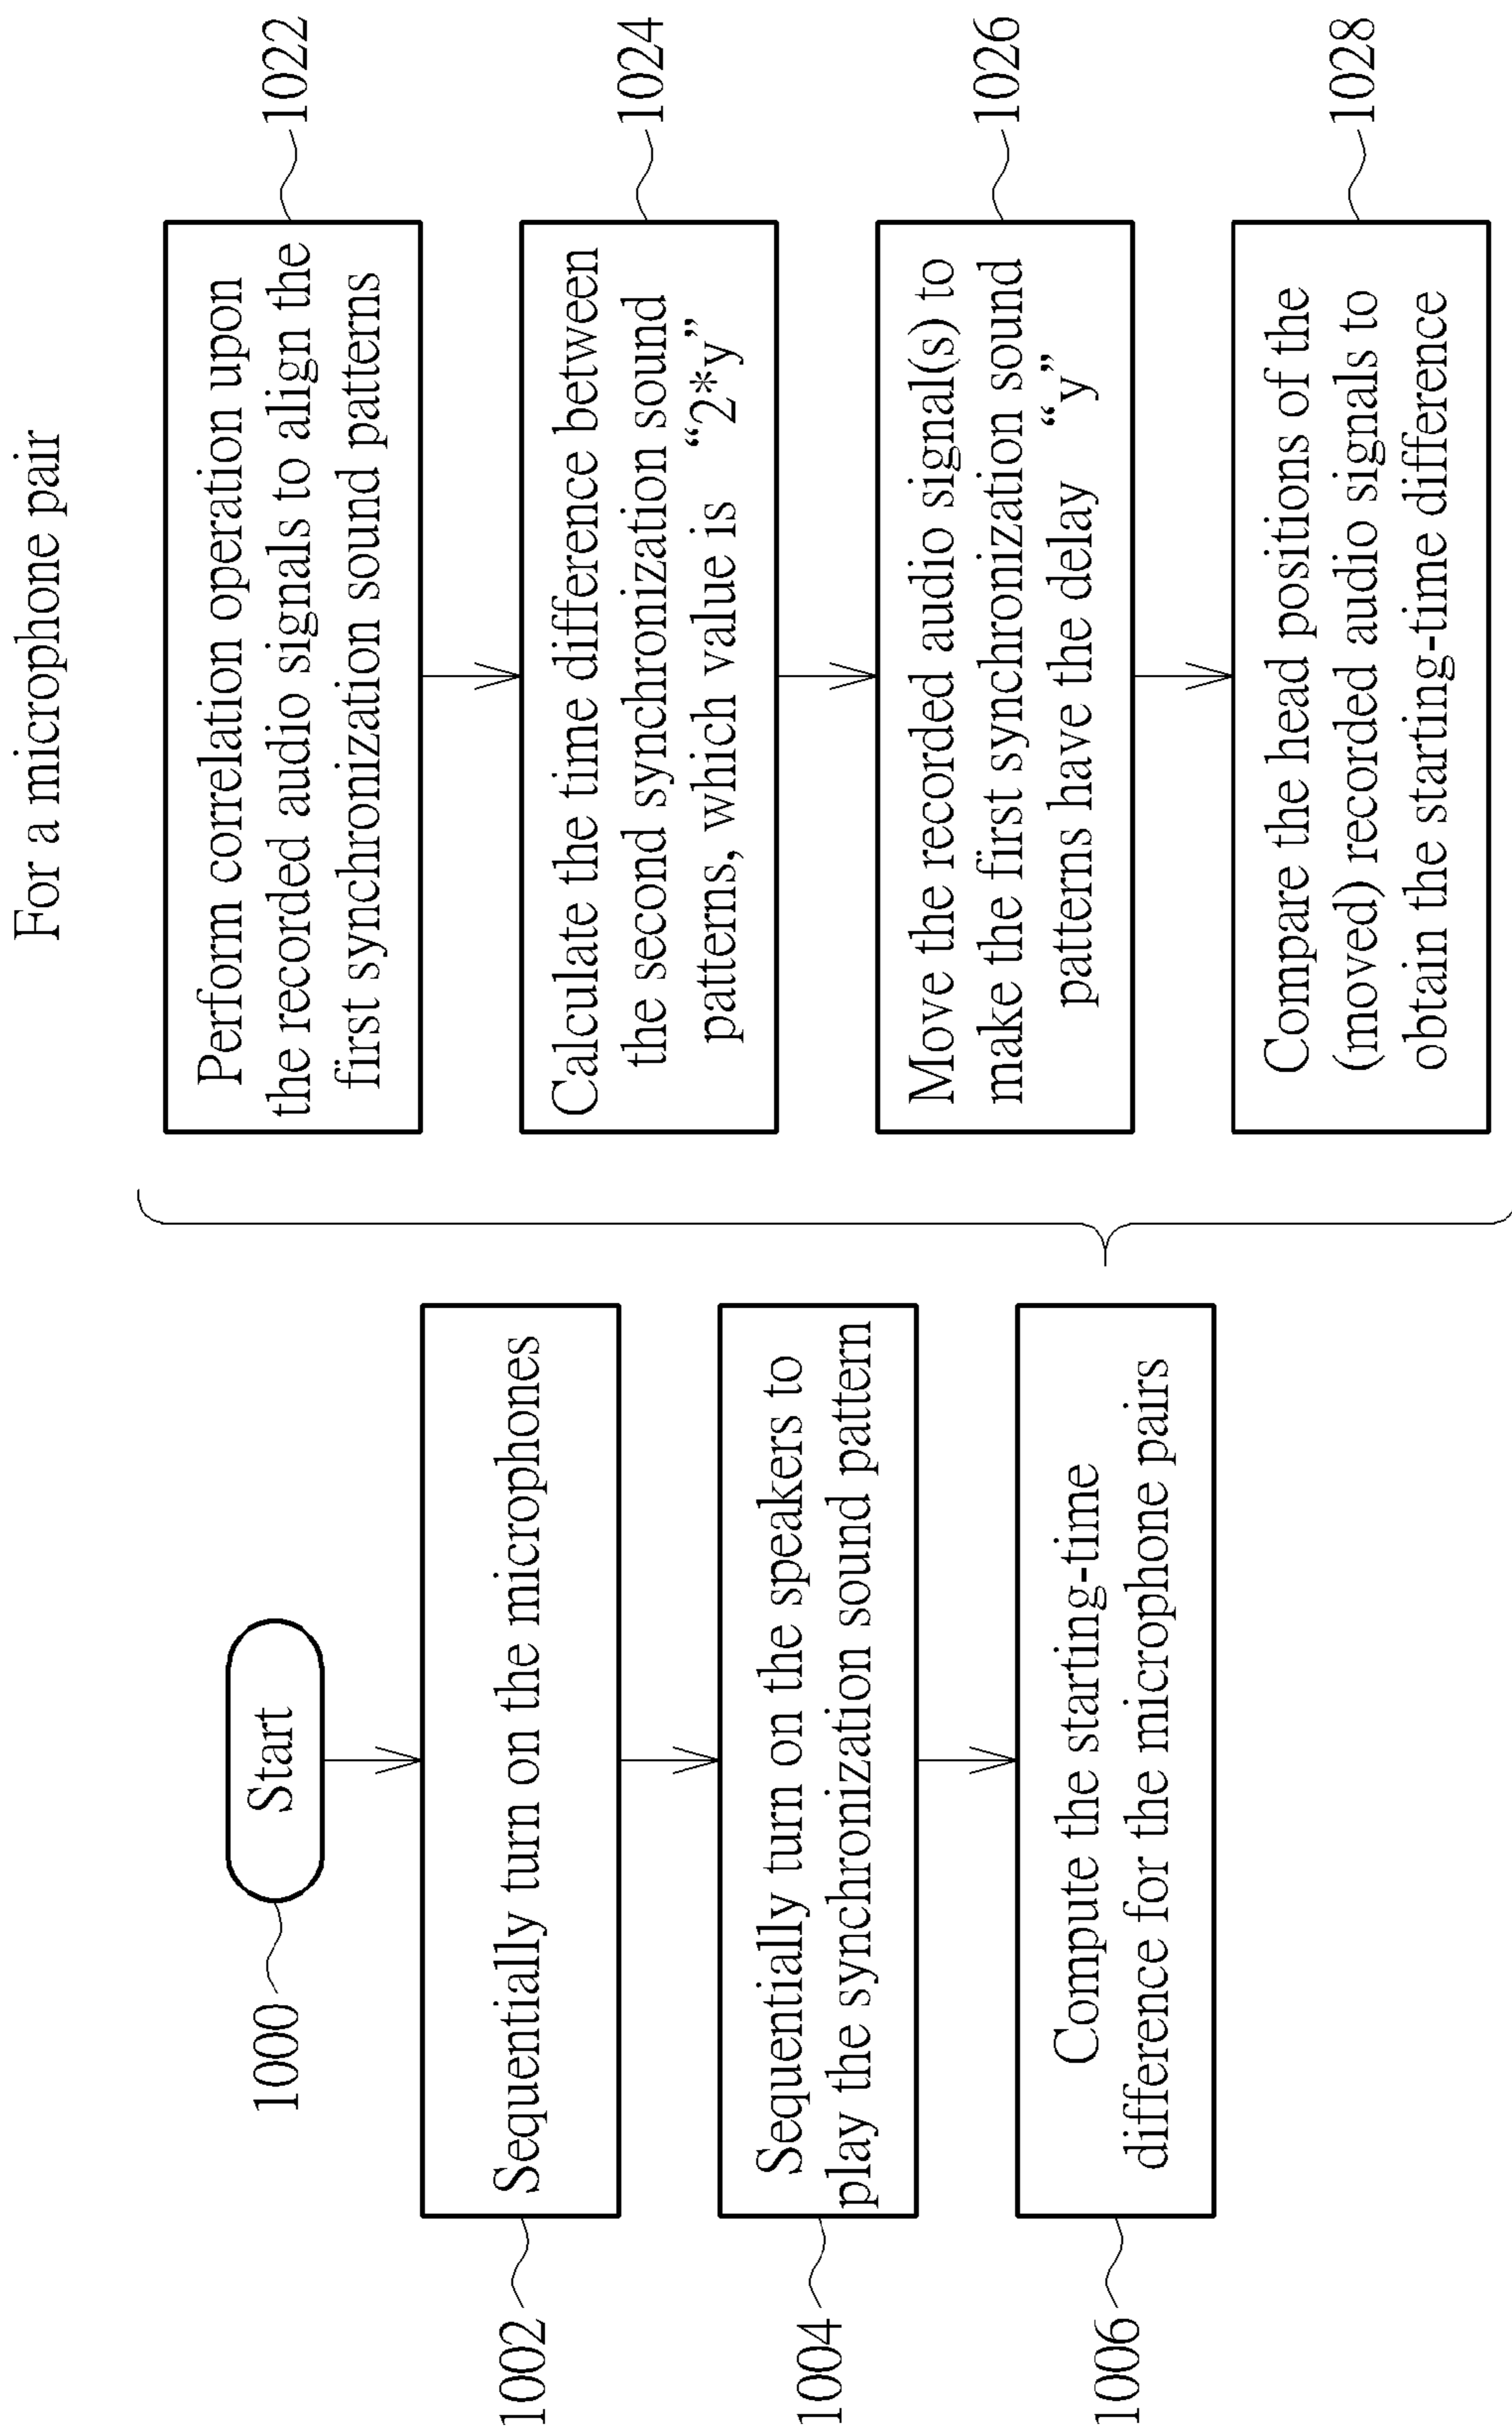 Start
1000
Sequentially turn on the microphones
1002
Sequentially turn on the speakers to
play the synchronization sound pattern
1004
Compute the starting-time
difference for the microphone pairs
1006
For a microphone pair
Perform correlation operation upon
the recorded audio signals to align the
first synchronization sound patterns
1022
Calculate the time difference between
the second synchronization sound
patterns, which value is “2*y”
1024
Move the recorded audio signal(s) to
make the first synchronization sound
patterns have the delay “y”
1026
Compare the head positions of the
(moved) recorded audio signals to
obtain the starting-time difference
1028